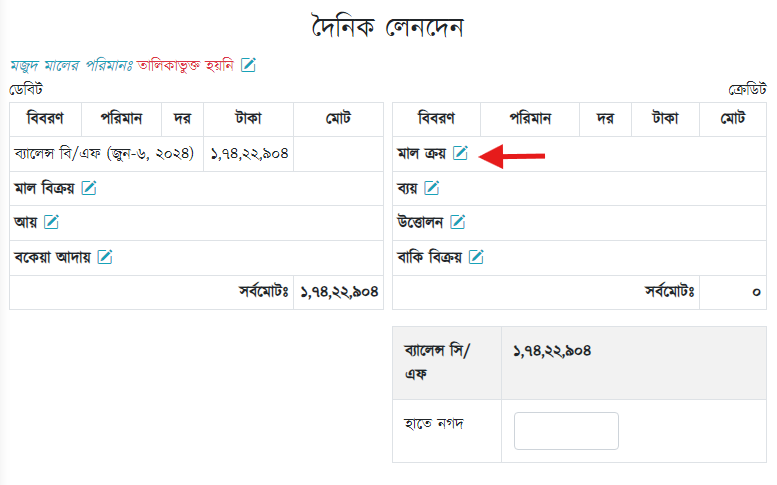 দৈনিক লেনদেন
মজুদ মালের পরিমানঃ তালিকাভুক্ত হয়নি
ডেবিট ক্রেডিট
বিবরণ পরিমান দর টাকা মোট বিবরণ পরিমান দর টাকা মোট
ব্যালেন্স বি/এফ (জুন-৬, ২০২৪) ১,৭৪,২২,৯০৪ মাল ক্রয়
মাল বিক্রয় ব্যয়
আয় উত্তোলন
বকেয়া আদায় বাকি বিক্রয়
সর্বমোটঃ ১,৭৪,২২,৯০৪ সর্বমোটঃ ০
ব্যালেন্স সি/ ১,৭৪,২২,৯০৪
এফ
হাতে নগদ